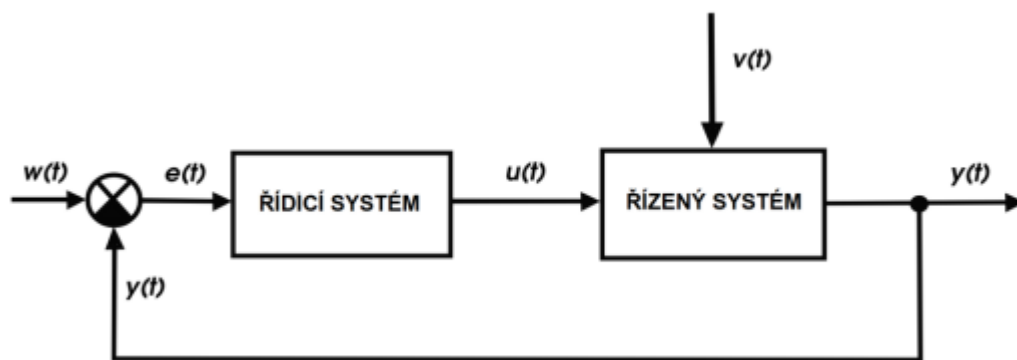 v(t)
w(t)
e(t)
ŘÍDICÍ SYSTÉM
u(t)
ŘÍZENÝ SYSTÉM
y(t)
y(t)